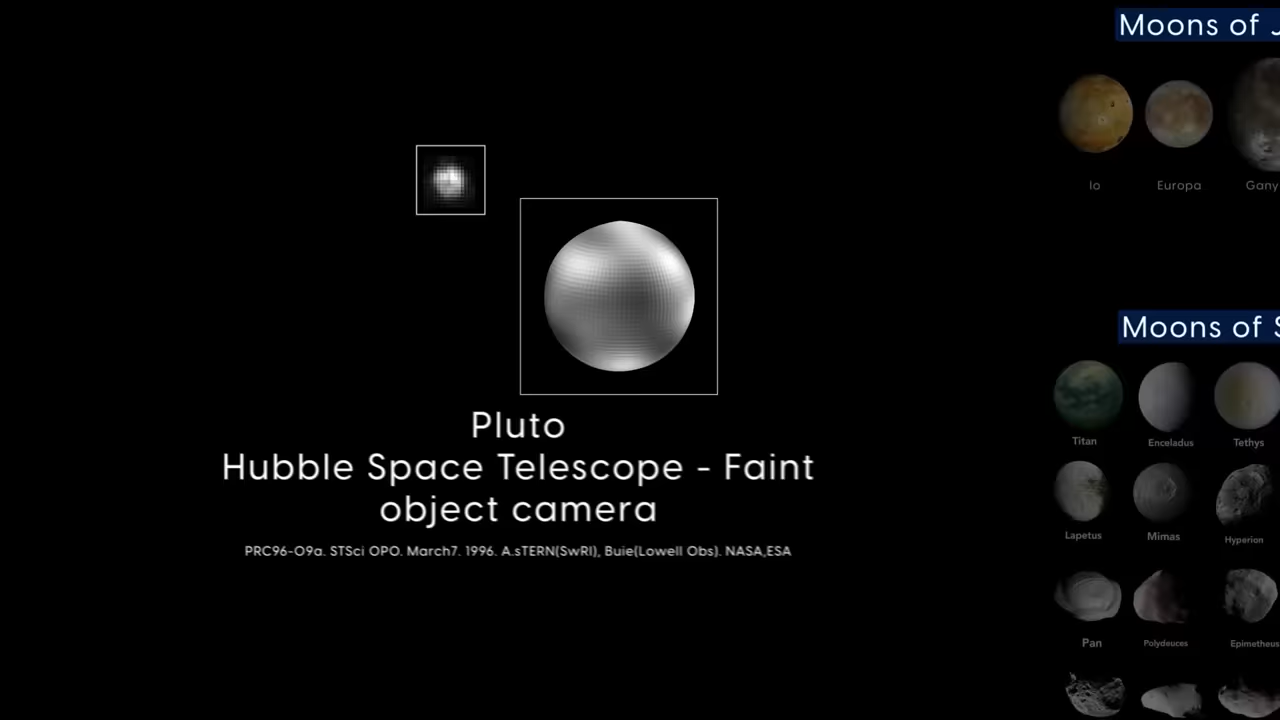 Pluto
Hubble Space Telescope - Faint
object camera
PRC96-O9a. STSci OPO. March7. 1996. A.sTERN(SwRI), Buie(Lowell Obs). NASA,ESA
Moons of
Io Europa Gany
Moons of
Titan Enceladus Tethys
Lapetus Mimas Hyperion
Pan Polydeuces Epimetheus